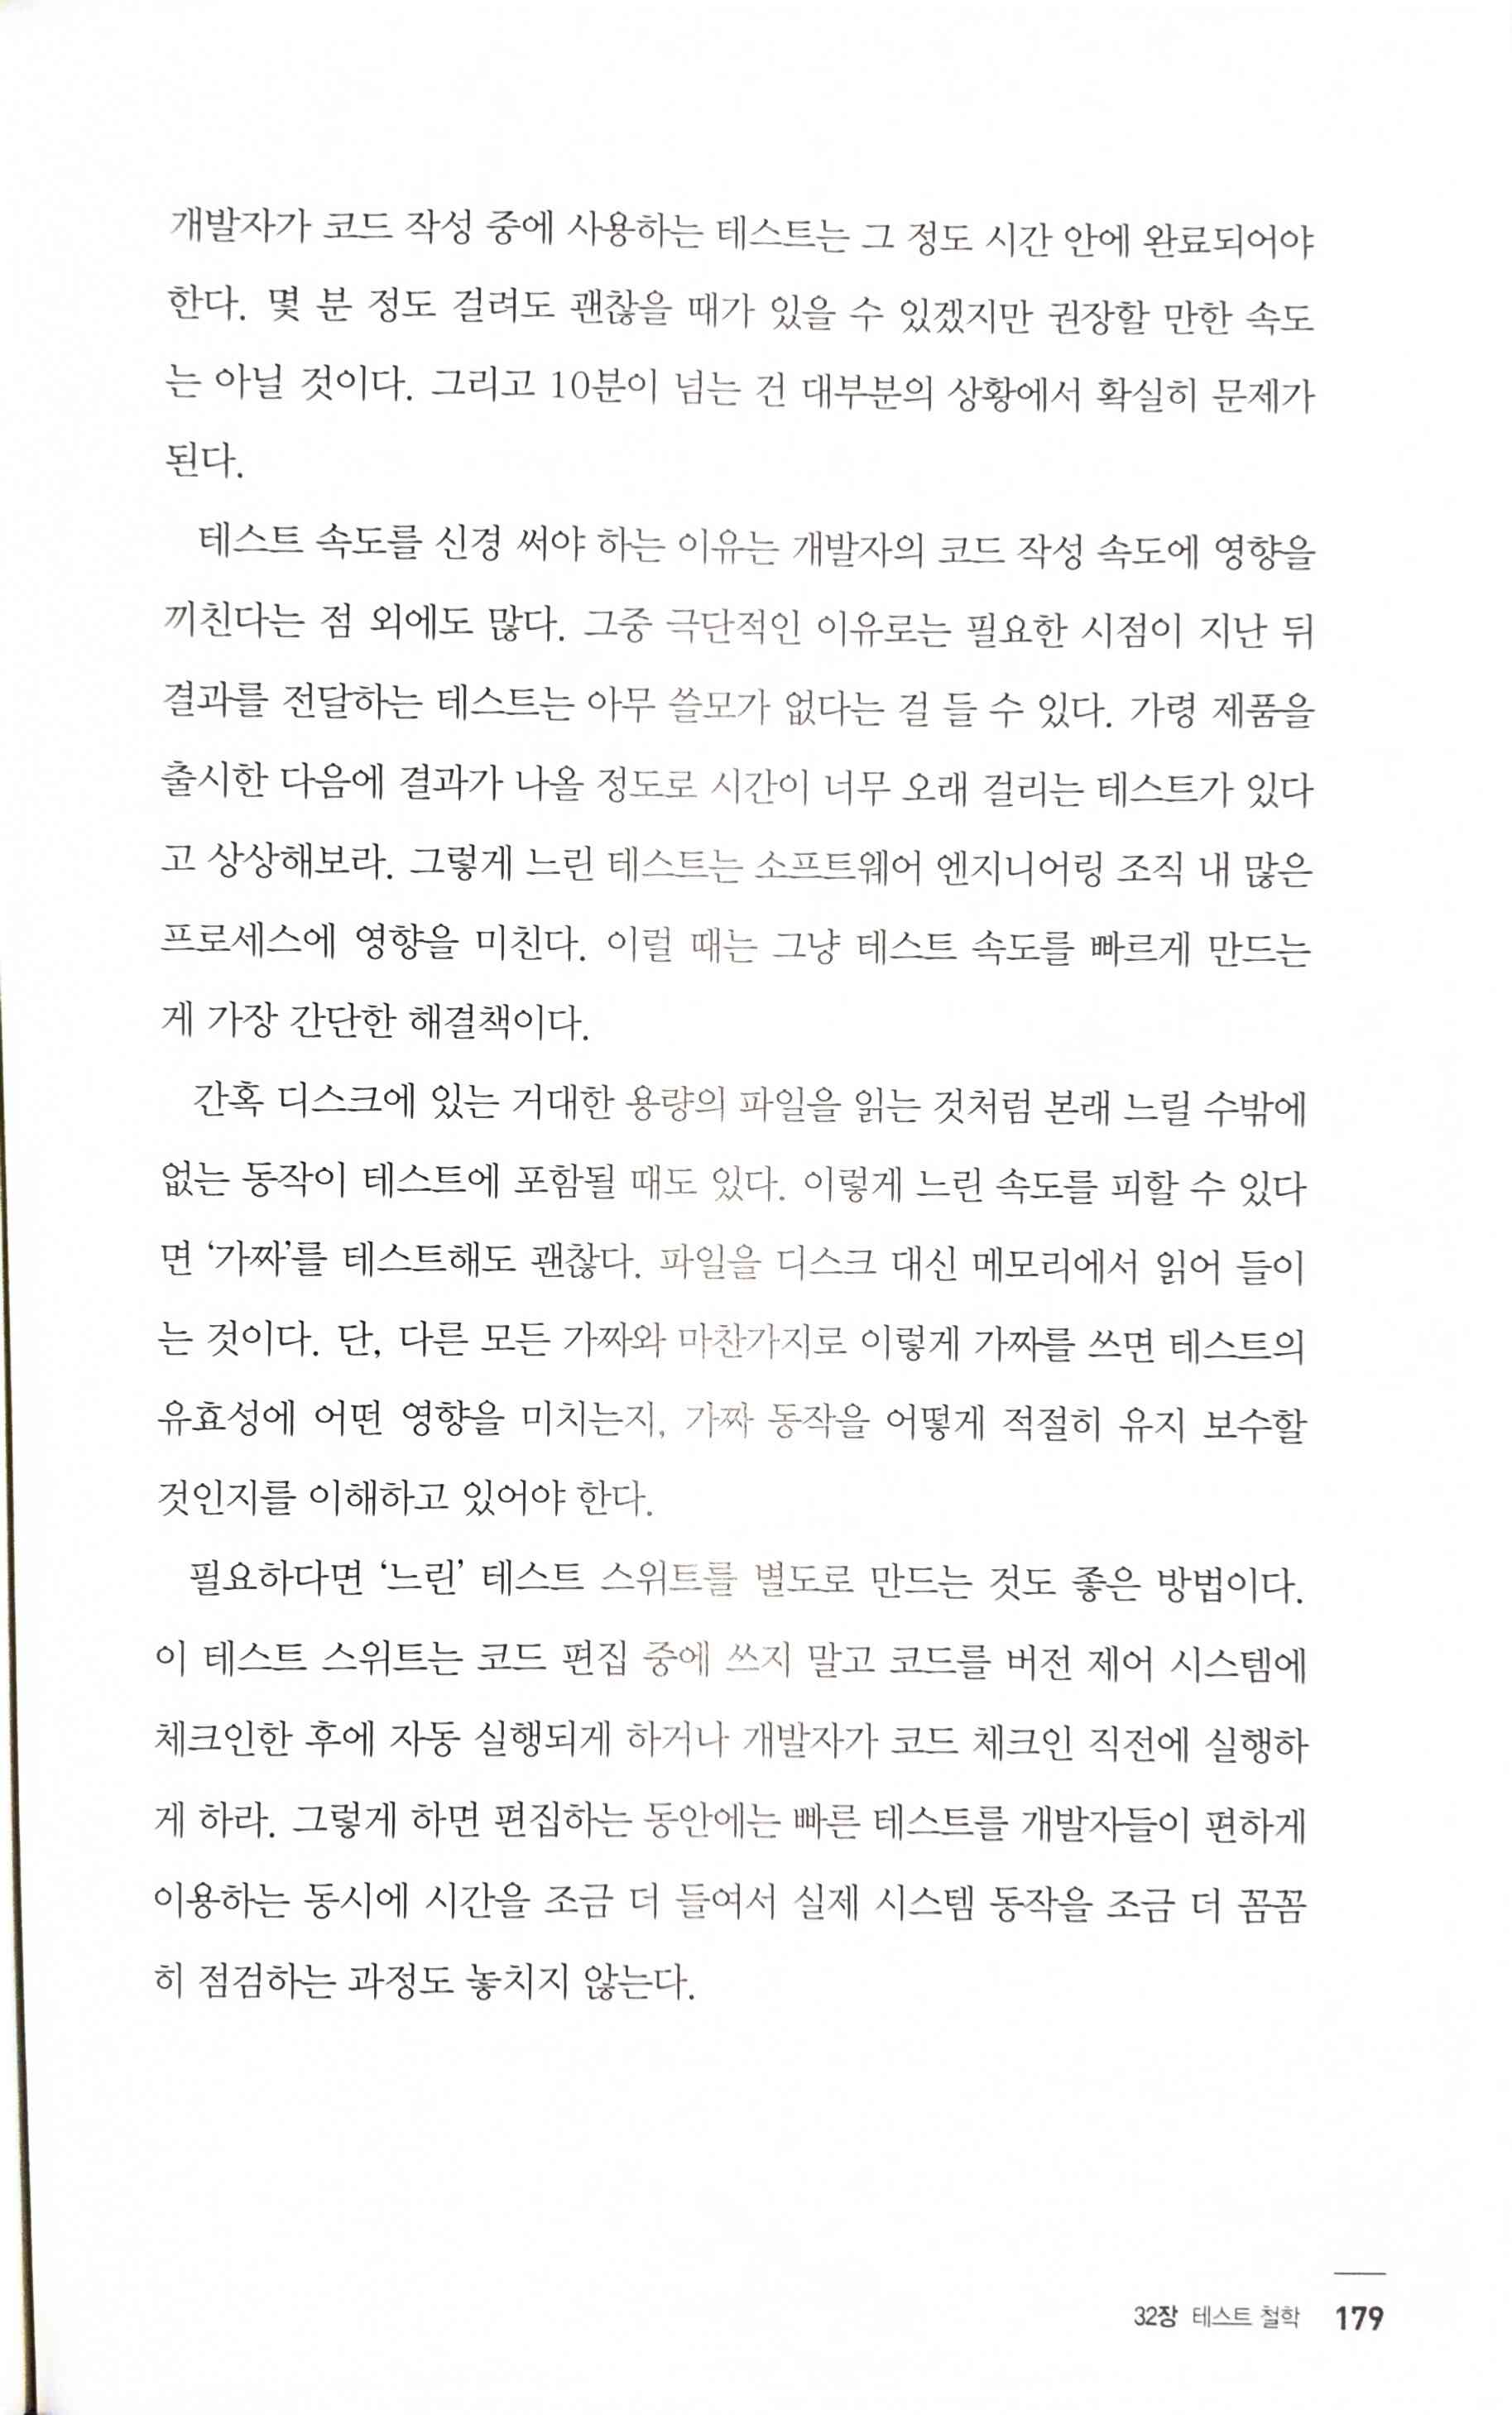 개발자가 코드 작성 중에 사용하는 테스트는 그 정도 시간 안에 완료되어야
한다. 몇 분 정도 걸려도 괜찮을 때가 있을 수 있겠지만 권장할 만한 속도
는 아닐 것이다. 그리고 10분이 넘는 건 대부분의 상황에서 확실히 문제가
된다.
테스트 속도를 신경 써야 하는 이유는 개발자의 코드 작성 속도에 영향을
끼친다는 점 외에도 많다. 그중 극단적인 이유로는 필요한 시점이 지난 뒤
결과를 전달하는 테스트는 아무 쓸모가 없다는 걸 들 수 있다. 가령 제품을
출시한 다음에 결과가 나올 정도로 시간이 너무 오래 걸리는 테스트가 있다
고 상상해보라. 그렇게 느린 테스트는 소프트웨어 엔지니어링 조직 내 많은
프로세스에 영향을 미친다. 이럴 때는 그냥 테스트 속도를 빠르게 만드는
게 가장 간단한 해결책이다.
간혹 디스크에 있는 거대한 용량의 파일을 읽는 것처럼 본래 느릴 수밖에
없는 동작이 테스트에 포함될 때도 있다. 이렇게 느린 속도를 피할 수 있다
면 ‘가짜’를 테스트해도 괜찮다. 파일을 디스크 대신 메모리에서 읽어 들이
는 것이다. 단, 다른 모든 가짜와 마찬가지로 이렇게 가짜를 쓰면 테스트의
유효성에 어떤 영향을 미치는지, 가짜 동작을 어떻게 적절히 유지 보수할
것인지를 이해하고 있어야 한다.
필요하다면 ‘느린’ 테스트 스위트를 별도로 만드는 것도 좋은 방법이다.
이 테스트 스위트는 코드 편집 중에 쓰지 말고 코드를 버전 제어 시스템에
체크인한 후에 자동 실행되게 하거나 개발자가 코드 체크인 직전에 실행하
게 하라. 그렇게 하면 편집하는 동안에는 빠른 테스트를 개발자들이 편하게
이용하는 동시에 시간을 조금 더 들여서 실제 시스템 동작을 조금 더 꼼꼼
히 점검하는 과정도 놓치지 않는다.
32장 테스트 철학 179